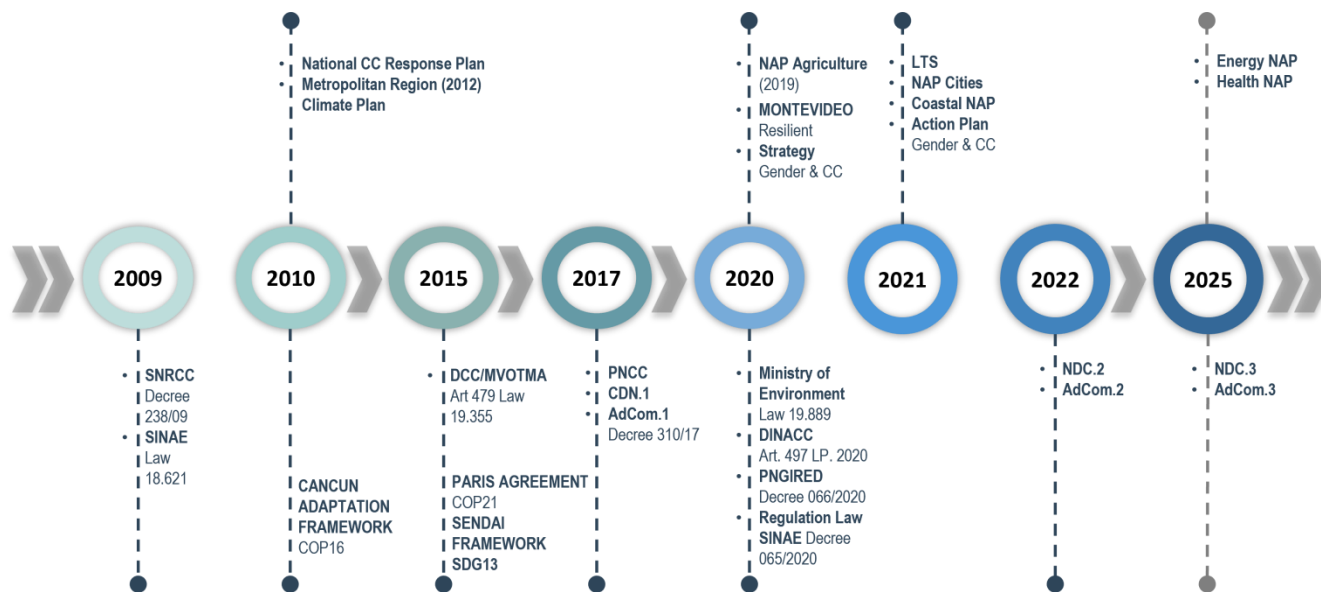 • National CC Response Plan
• Metropolitan Region (2012)
Climate Plan
• NAP Agriculture
(2019)
• MONTEVIDEO
Resilient
• Strategy
Gender & CC
• LTS
• NAP Cities
• Coastal NAP
• Action Plan
Gender & CC
• Energy NAP
• Health NAP
2009
2010
2015
2017
2020
2021
2022
2025
• SNRCC
Decree
238/09
• SINAE
Law
18.621
CANCUN
ADAPTATION
FRAMEWORK
COP16
• DCC/MVOTMA
Art 479 Law
19.355
PARIS AGREEMENT
COP21
SENDAI
FRAMEWORK
SDG13
• PNCC
• CDN.1
• AdCom.1
Decree 310/17
• Ministry of
Environment
Law 19.889
• DINACC
Art. 497 LP. 2020
• PNGIRED
Decree 066/2020
• Regulation Law
SINAE Decree
065/2020
• NDC.2
• AdCom.2
• NDC.3
• AdCom.3